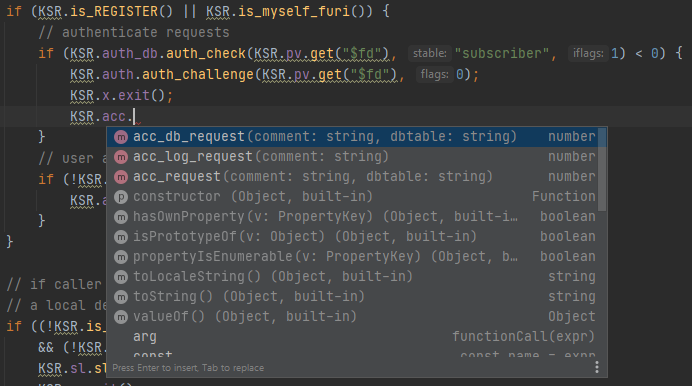 if (KSR.is_REGISTER() || KSR.is_myself_furi()) {
// authenticate requests
if (KSR.auth_db.auth_check(KSR.pv.get("$fd"), stable: "subscriber", iflags: 1) < 0) {
KSR.auth.auth_challenge(KSR.pv.get("$fd"), flags: 0);
KSR.x.exit();
KSR.acc.
}
acc_db_request(comment: string, dbtable: string) number
acc_log_request(comment: string) number
acc_request(comment: string, dbtable: string) number
constructor (Object, built-in) Function
hasOwnProperty(v: PropertyKey) (Object, built-i… boolean
isPrototypeOf(v: Object) (Object, built-in) boolean
propertyIsEnumerable(v: PropertyKey) (Object, b… boolean
toLocaleString() (Object, built-in) string
toString() (Object, built-in) string
valueOf() (Object, built-in) Object
arg functionCall(expr)
const const name = expr
Press Enter to insert, Tab to replace
// user a
if (!KSR.
KSR.a
}
}
// if caller
// a local de
if ((!KSR.is_
&& (!KSR.
KSR.sl.sl